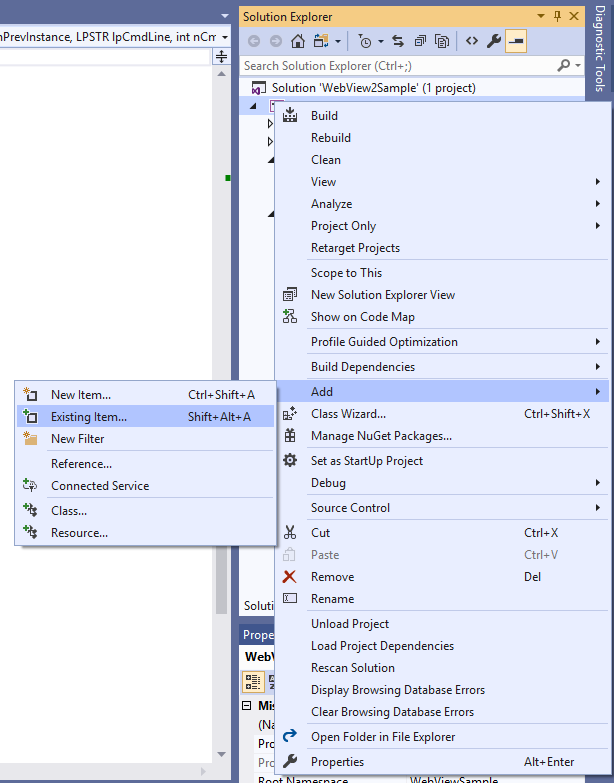 nPrevInstance, LPSTR lpCmdLine, int nCm
Solution Explorer
Diagnostic Tools
Search Solution Explorer (Ctrl+;)
Solution 'WebView2Sample' (1 project)
Build
Rebuild
Clean
View
Analyze
Project Only
Retarget Projects
Scope to This
New Solution Explorer View
Show on Code Map
Profile Guided Optimization
Build Dependencies
Add
Class Wizard... Ctrl+Shift+X
Manage NuGet Packages...
Set as StartUp Project
Debug
Source Control
Cut Ctrl+X
Paste Ctrl+V
Remove Del
Rename
Unload Project
Load Project Dependencies
Rescan Solution
Display Browsing Database Errors
Clear Browsing Database Errors
Open Folder in File Explorer
Properties Alt+Enter
New Item... Ctrl+Shift+A
Existing Item... Shift+Alt+A
New Filter
Reference...
Connected Service
Class...
Resource...
Soluti
Prope
WebV
Mis
(Na
Pro
Pro
Root Namespace WebViewSample